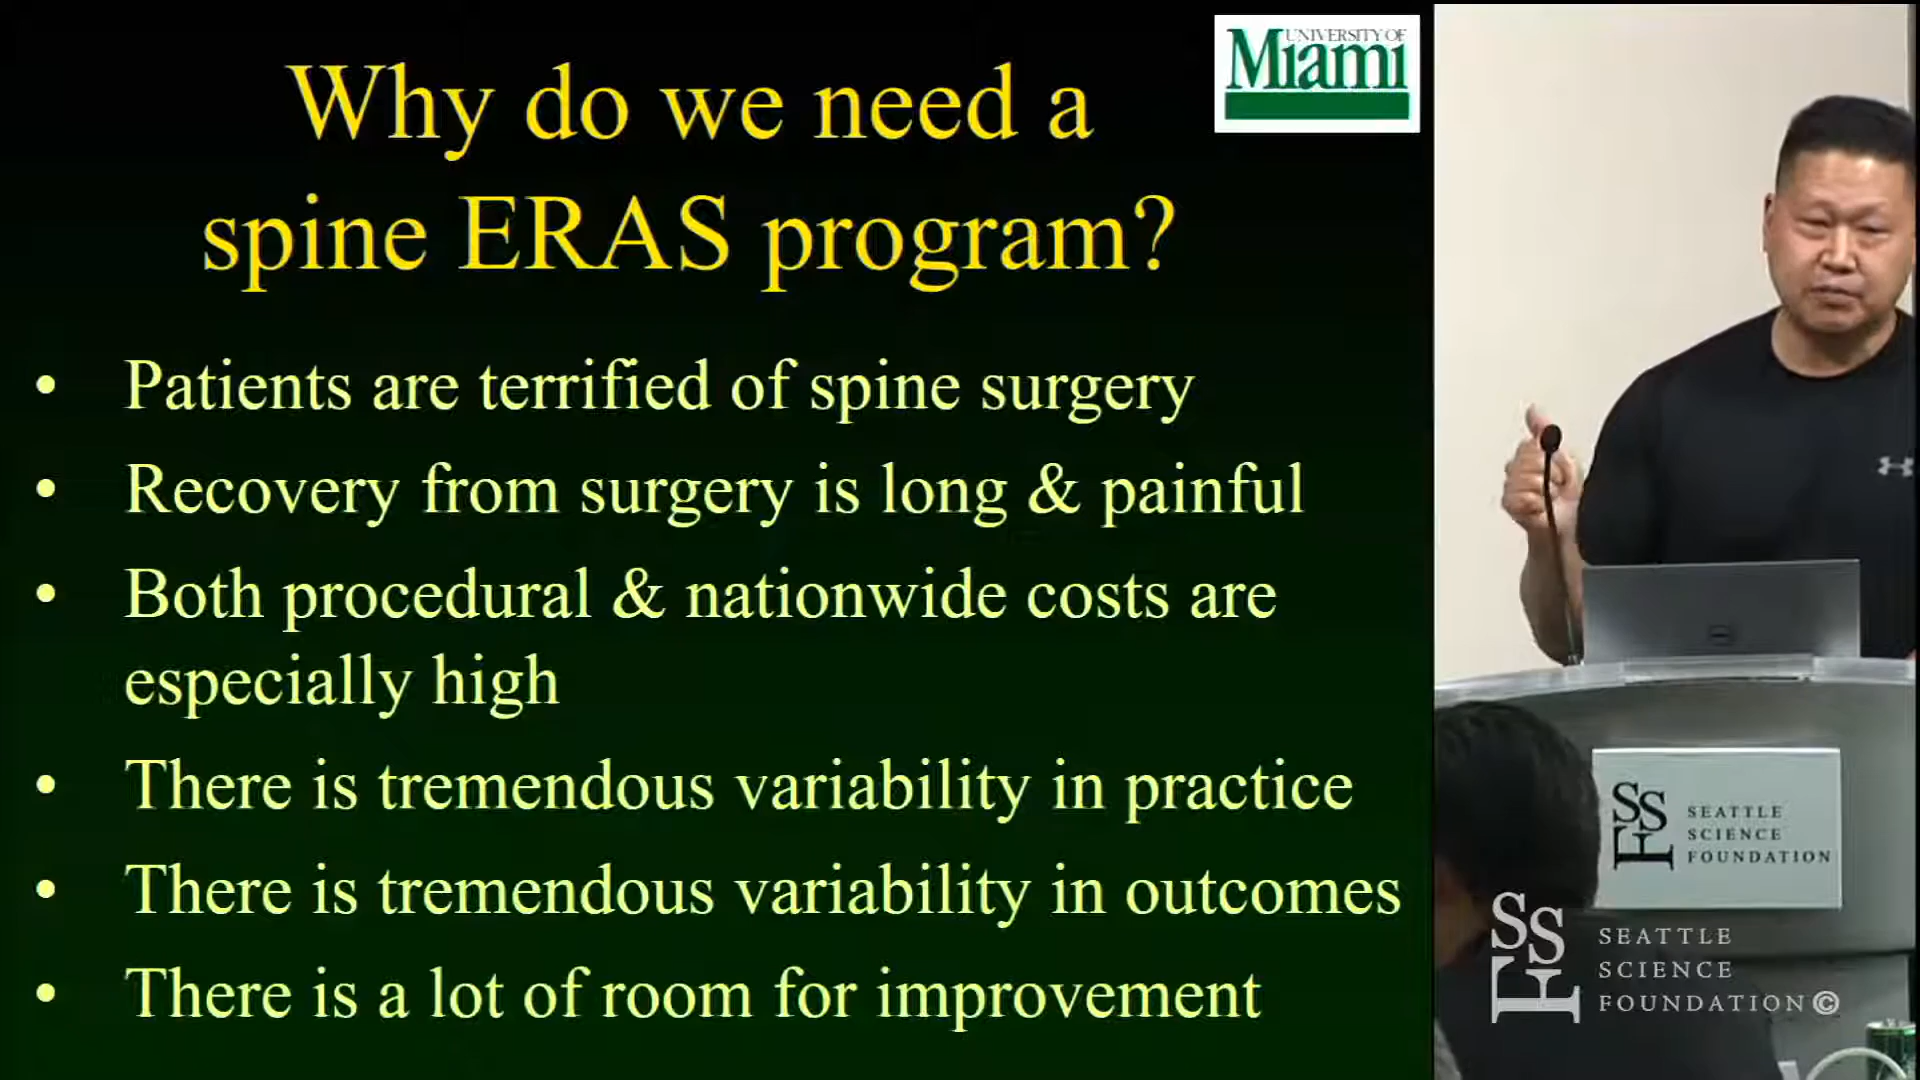 UNIVERSITY OF
Miami
Why do we need a
spine ERAS program?
• Patients are terrified of spine surgery
• Recovery from surgery is long & painful
• Both procedural & nationwide costs are
especially high
• There is tremendous variability in practice
• There is tremendous variability in outcomes
• There is a lot of room for improvement
SSF
SEATTLE
SCIENCE
FOUNDATION
SSF
SEATTLE
SCIENCE
FOUNDATION©